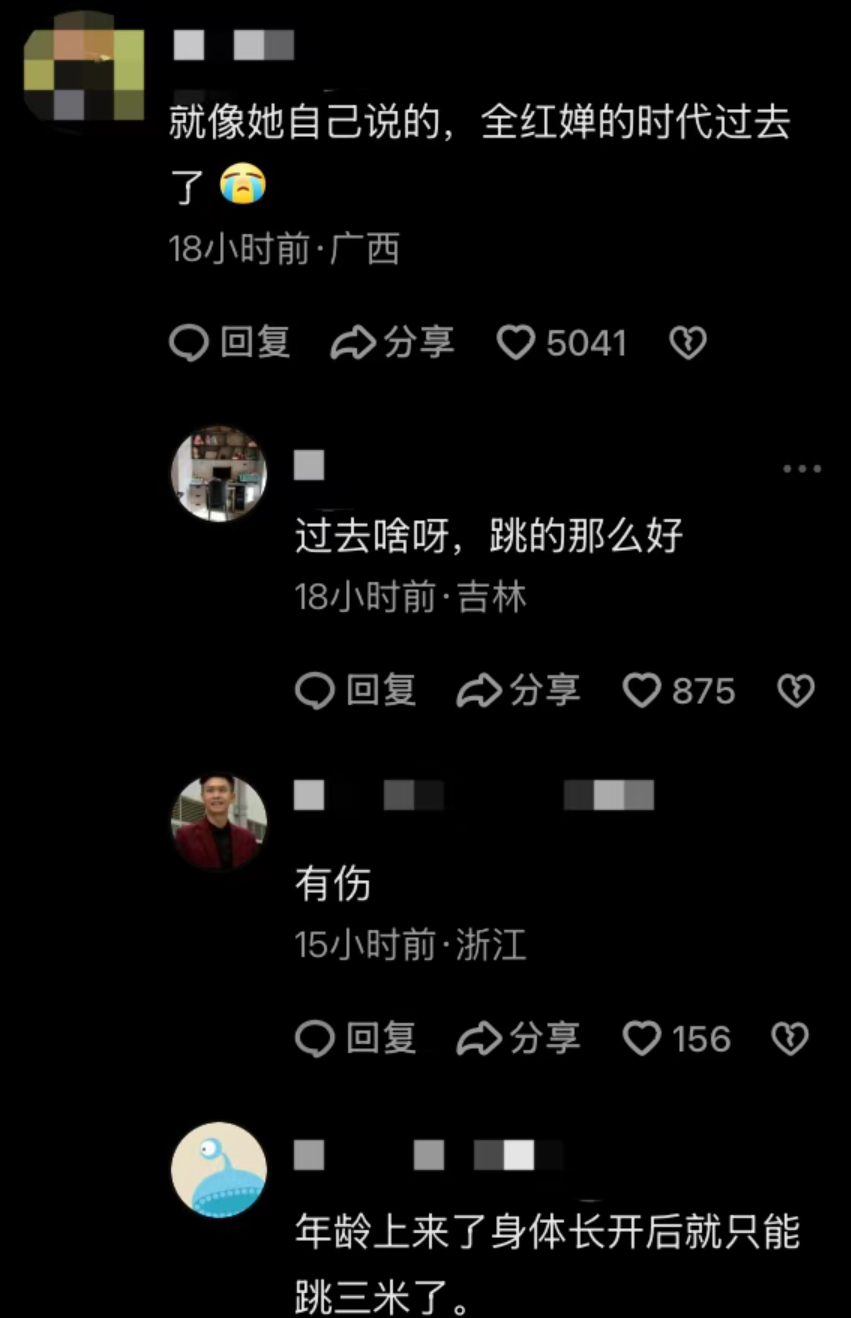 就像她自己说的，全红婵的时代过去
了😭
18小时前·广西
回复 分享 5041
过去啥呀，跳的那么好
18小时前·吉林
回复 分享 875
有伤
15小时前·浙江
回复 分享 156
年龄上来了身体长开后就只能
跳三米了。